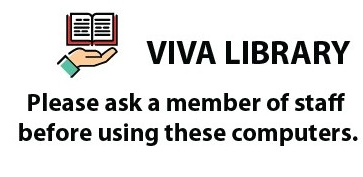 VIVA LIBRARY
Please ask a member of staff
before using these computers.